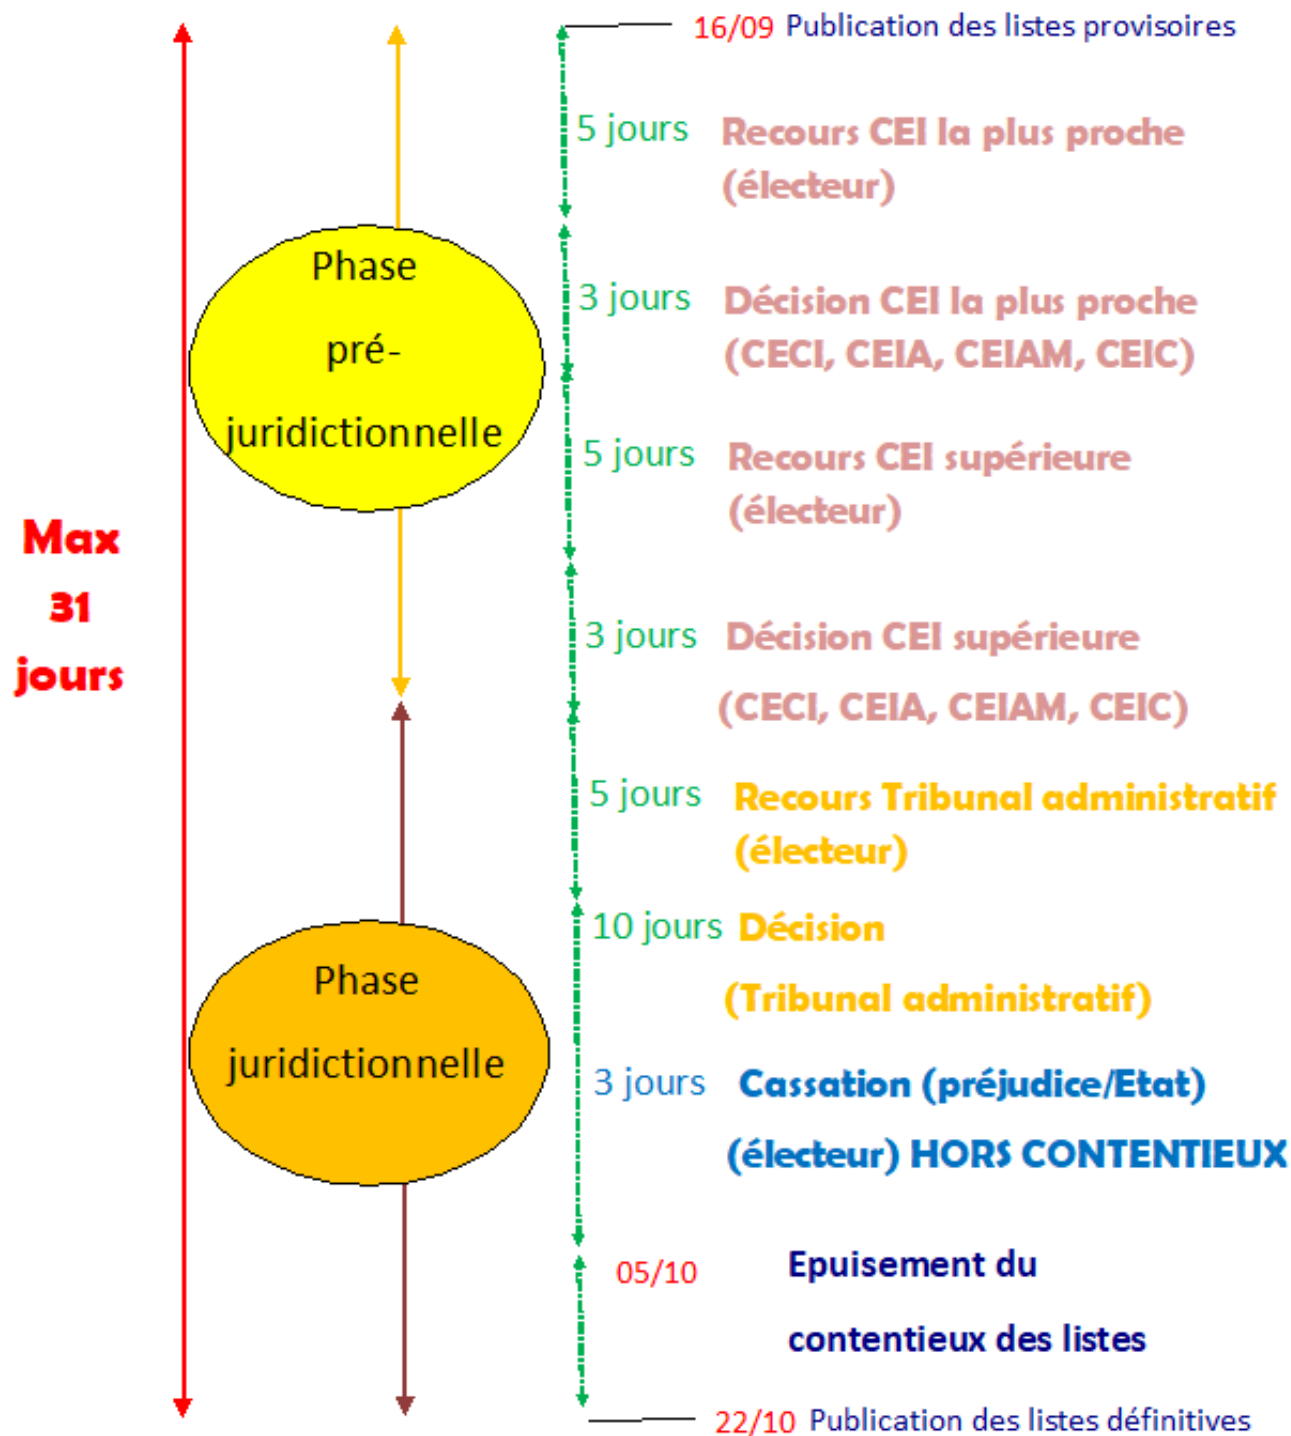 16/09 Publication des listes provisoires
5 jours Recours CEI la plus proche
(électeur)
Phase
pré-
juridictionnelle
3 jours Décision CEI la plus proche
(CECI, CEIA, CEIAM, CEIC)
5 jours Recours CEI supérieure
(électeur)
Max
31
jours
3 jours Décision CEI supérieure
(CECI, CEIA, CEIAM, CEIC)
5 jours Recours Tribunal administratif
(électeur)
10 jours Décision
(Tribunal administratif)
Phase
juridictionnelle
3 jours Cassation (préjudice/Etat)
(électeur) HORS CONTENTIEUX
05/10 Epuisement du
contentieux des listes
22/10 Publication des listes définitives